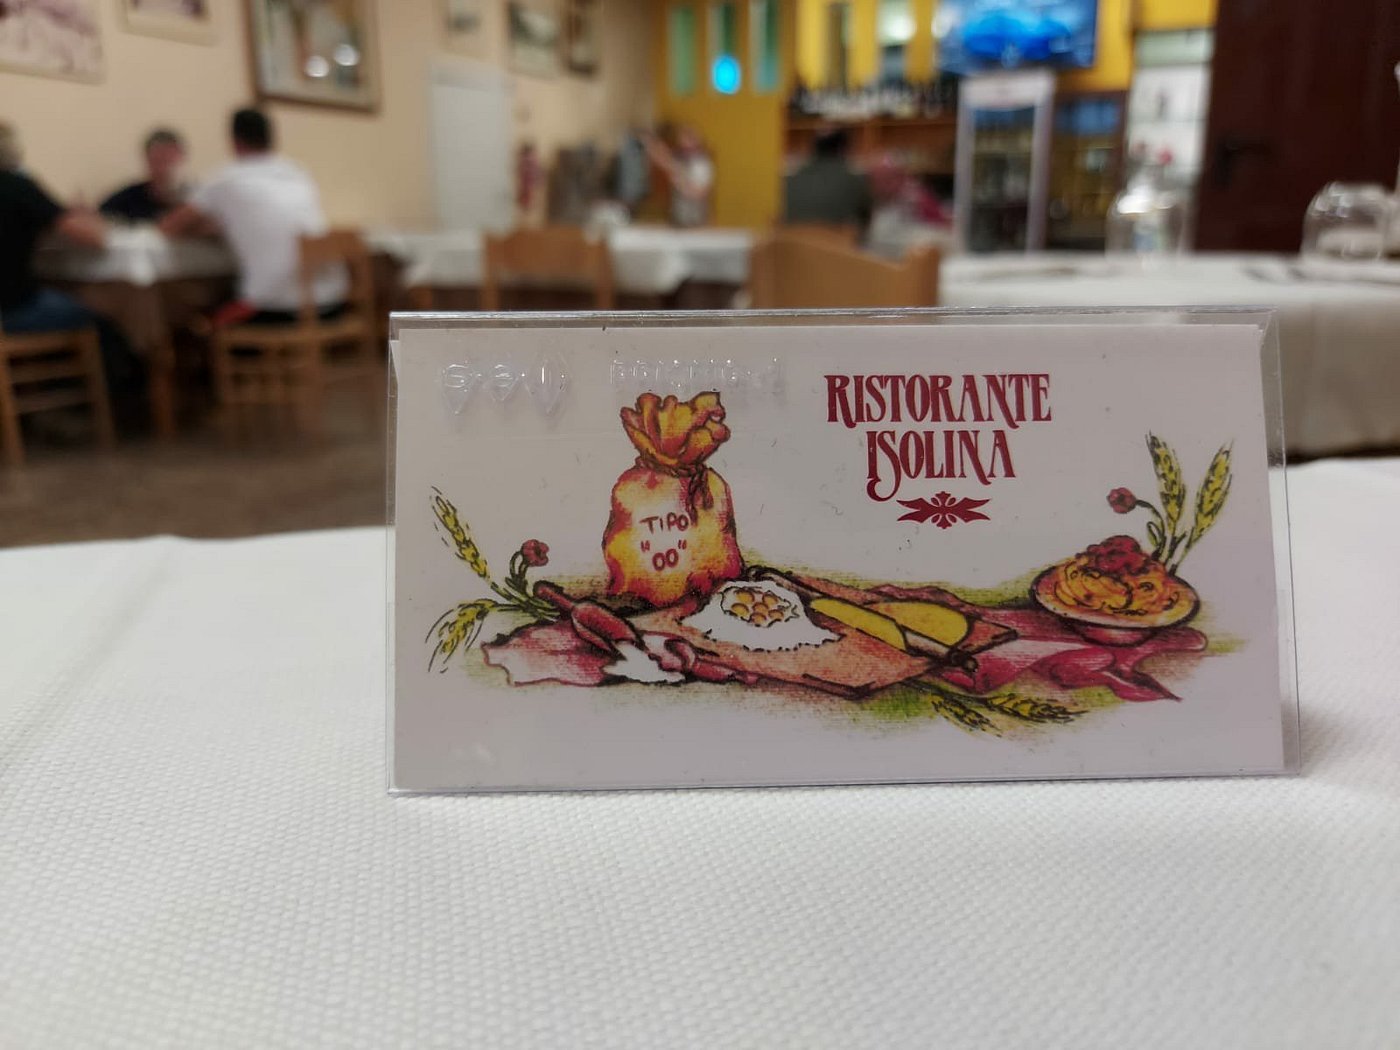 RISTORANTE
ISOLINA
TIPO
"00"